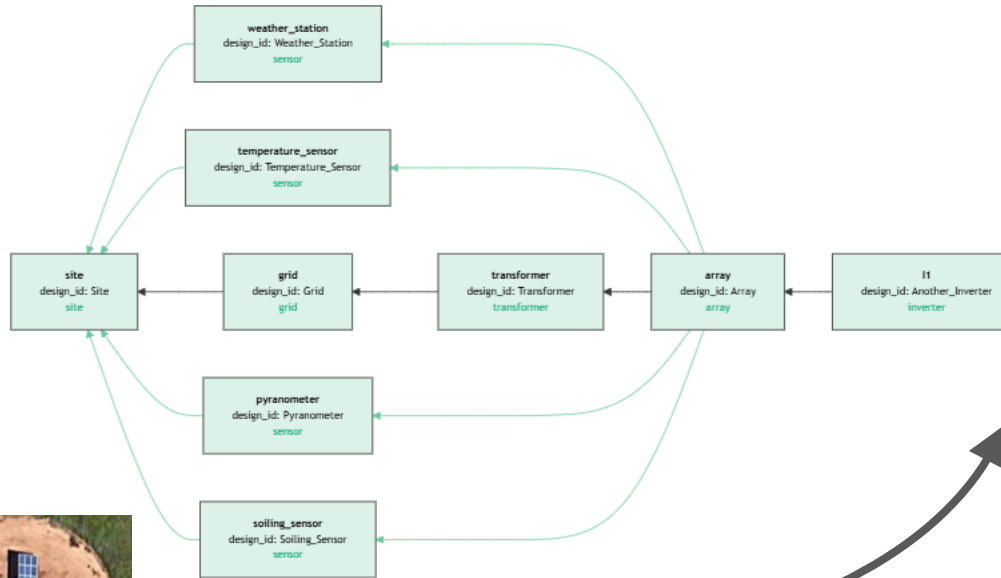 weather_station
design_id: Weather_Station
sensor
temperature_sensor
design_id: Temperature_Sensor
sensor
site
design_id: Site
site
grid
design_id: Grid
grid
transformer
design_id: Transformer
transformer
array
design_id: Array
array
I1
design_id: Another_Inverter
inverter
pyranometer
design_id: Pyranometer
sensor
soiling_sensor
design_id: Soiling_Sensor
sensor